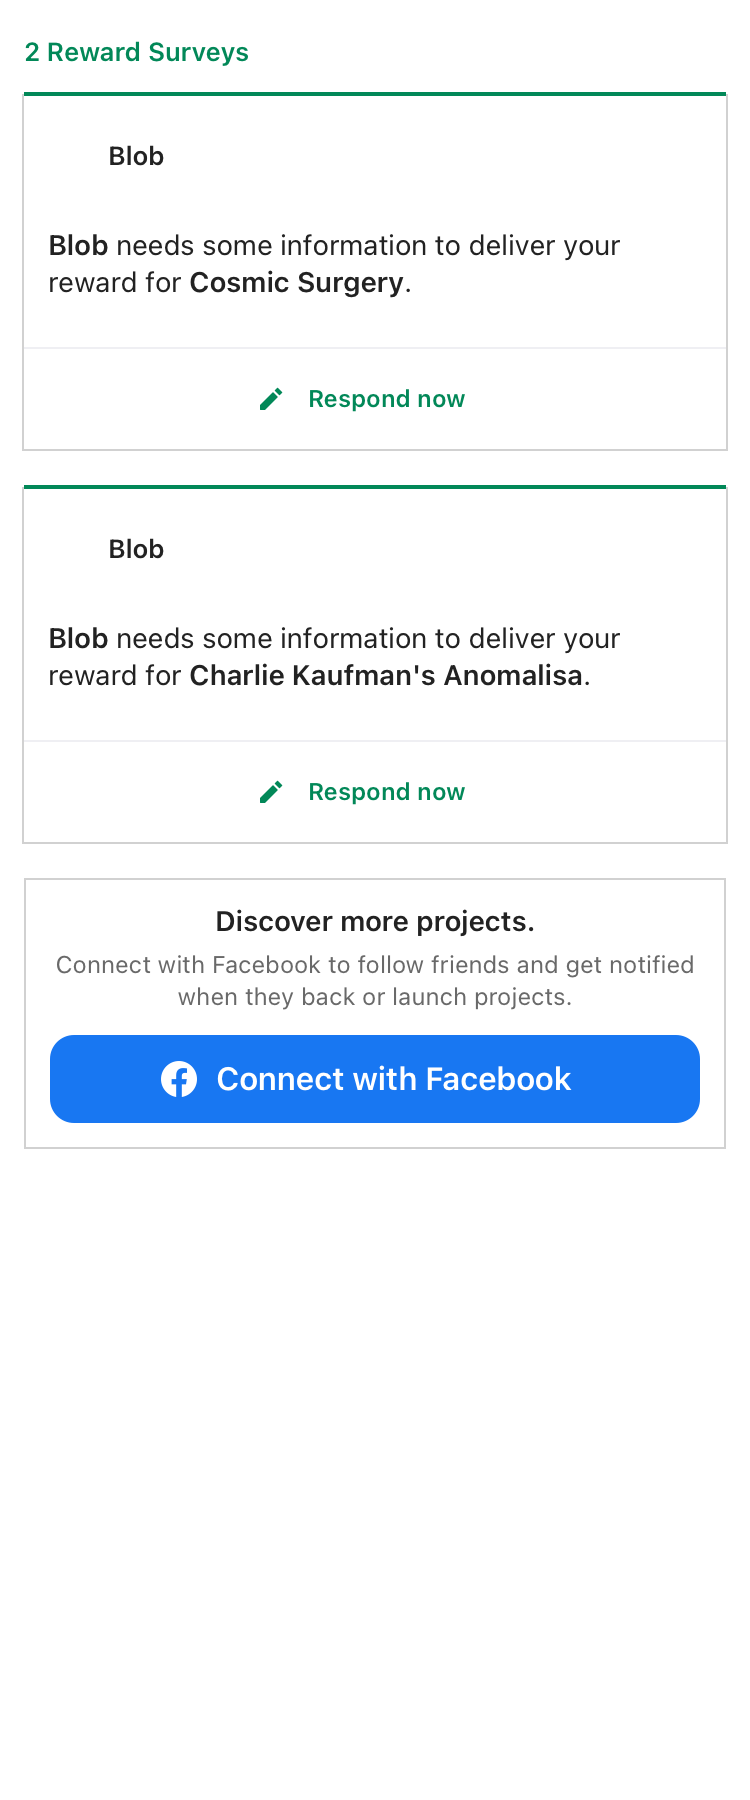 2 Reward Surveys
Blob
Blob needs some information to deliver your
reward for Cosmic Surgery.
Respond now
Blob
Blob needs some information to deliver your
reward for Charlie Kaufman's Anomalisa.
Respond now
Discover more projects.
Connect with Facebook to follow friends and get notified
when they back or launch projects.
Connect with Facebook